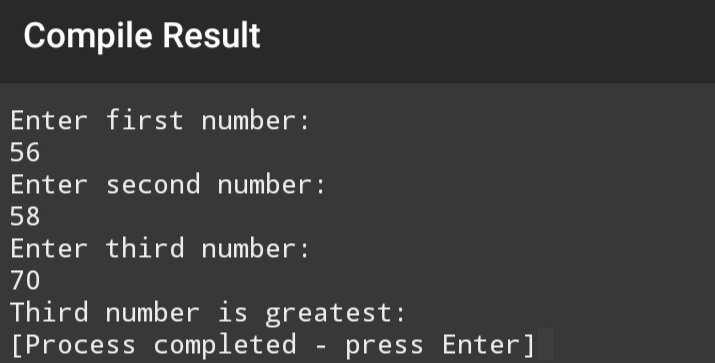 Compile Result
Enter first number:
56
Enter second number:
58
Enter third number:
70
Third number is greatest:
[Process completed - press Enter]